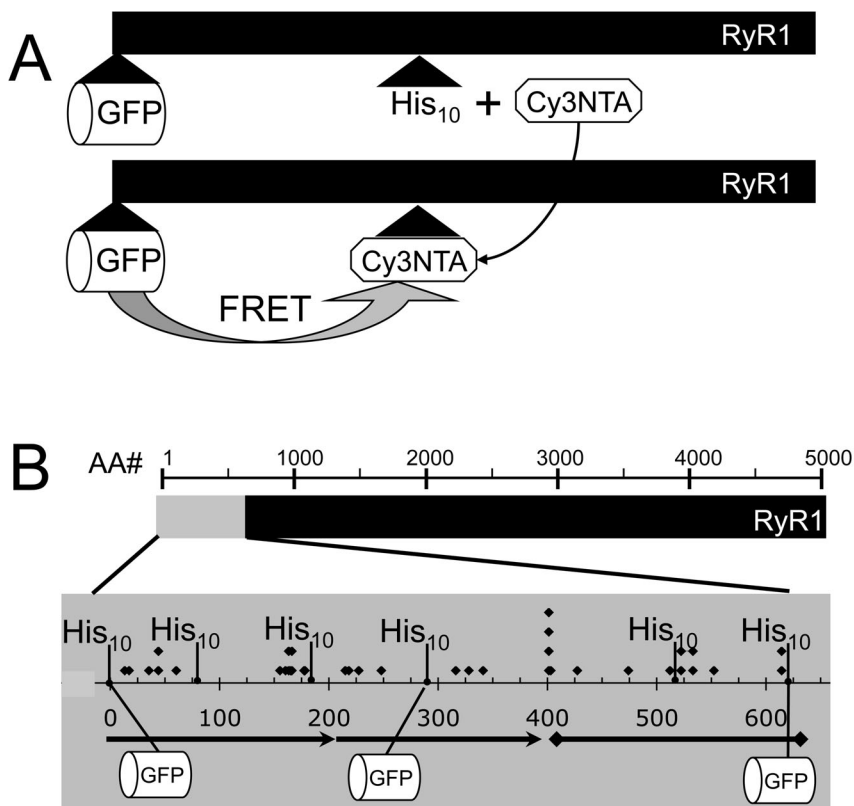 A
RyR1
GFP
His10 + Cy3NTA
RyR1
GFP
Cy3NTA
FRET
B
AA# 1 1000 2000 3000 4000 5000
RyR1
His10 His10 His10 His10 His10 His10
0 100 200 300 400 500 600
GFP GFP GFP